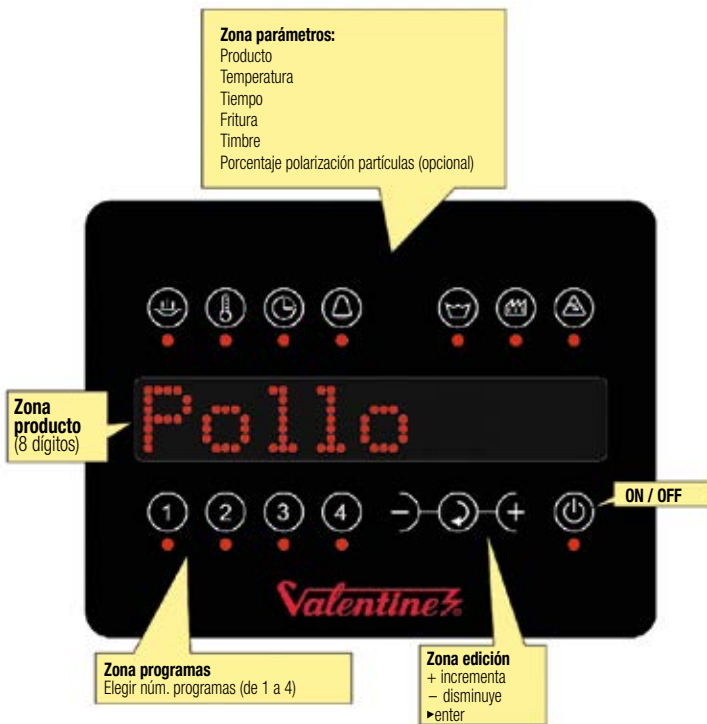 Zona parámetros:
Producto
Temperatura
Tiempo
Fritura
Timbre
Porcentaje polarización partículas (opcional)
Zona
producto
(8 dígitos)
Pollo
1 2 3 4 − +
ON / OFF
Valentine
Zona programas
Elegir núm. programas (de 1 a 4)
Zona edición
+ incrementa
– disminuye
▸enter